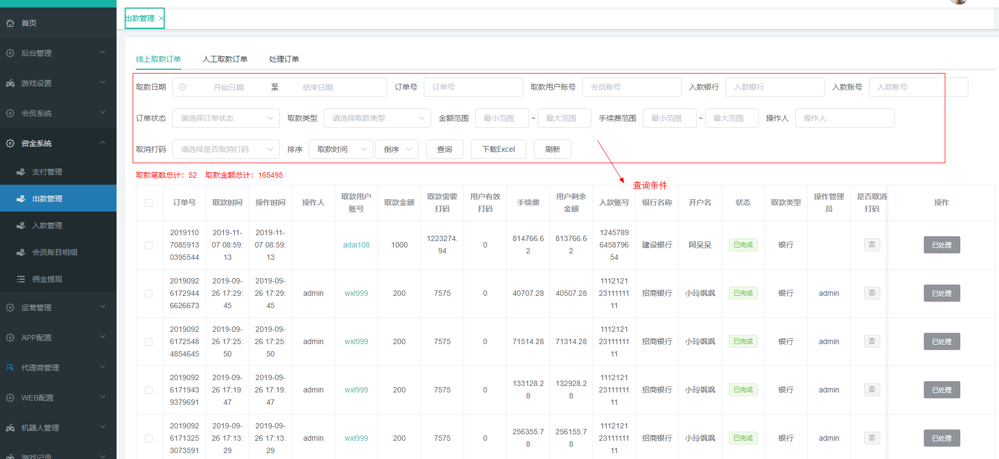 首页
后台管理
游戏设置
会员系统
资金系统
支付管理
出款管理
入款管理
会员账目明细
佣金提现
运营管理
APP配置
代理商管理
WEB配置
机器人管理
游戏记录
出款管理 ×
线上取款订单 人工取款订单 处理订单
取款日期 开始日期 至 结束日期 订单号 订单号 取款用户账号 会员账号 入款银行 入款银行 入款账号 入款账号
订单状态 请选择订单状态 取款类型 请选择取款类型 金额范围 最小范围 ~ 最大范围 手续费范围 最小范围 ~ 最大范围 操作人 操作人
取消打码 请选择是否取消打码 排序 取款时间 倒序 查询 下载Excel 刷新
取款笔数总计：52 取款金额总计：165495
查询条件
订单号 取款时间 操作时间 操作人 取款用户账号 取款金额 取款需要打码 用户有效打码 手续费 用户剩余金额 入款账号 银行名称 开户名 状态 取款类型 操作管理员 是否取消打码 操作
201911070859130395544 2019-11-07 08:59:13 2019-11-07 08:59:13 adai108 1000 1223274.94 0 814766.62 813766.62 1245789645879654 建设银行 阿呆呆 已完成 银行 否 已处理
201909261729446626673 2019-09-26 17:29:45 2019-09-26 17:29:45 admin wxl999 200 7575 0 40707.28 40507.28 11121212311111111 招商银行 小玲飒飒 已完成 银行 admin 否 已处理
201909261725484854645 2019-09-26 17:25:50 2019-09-26 17:25:50 admin wxl999 200 7575 0 71514.28 71314.28 11121212311111111 招商银行 小玲飒飒 已完成 银行 admin 否 已处理
201909261719439379691 2019-09-26 17:19:47 2019-09-26 17:19:47 admin wxl999 200 7575 0 133128.28 132928.28 11121212311111111 招商银行 小玲飒飒 已完成 银行 admin 否 已处理
201909261713253073591 2019-09-26 17:13:29 2019-09-26 17:13:29 admin wxl999 200 7575 0 256355.78 256155.78 11121212311111111 招商银行 小玲飒飒 已完成 银行 admin 否 已处理